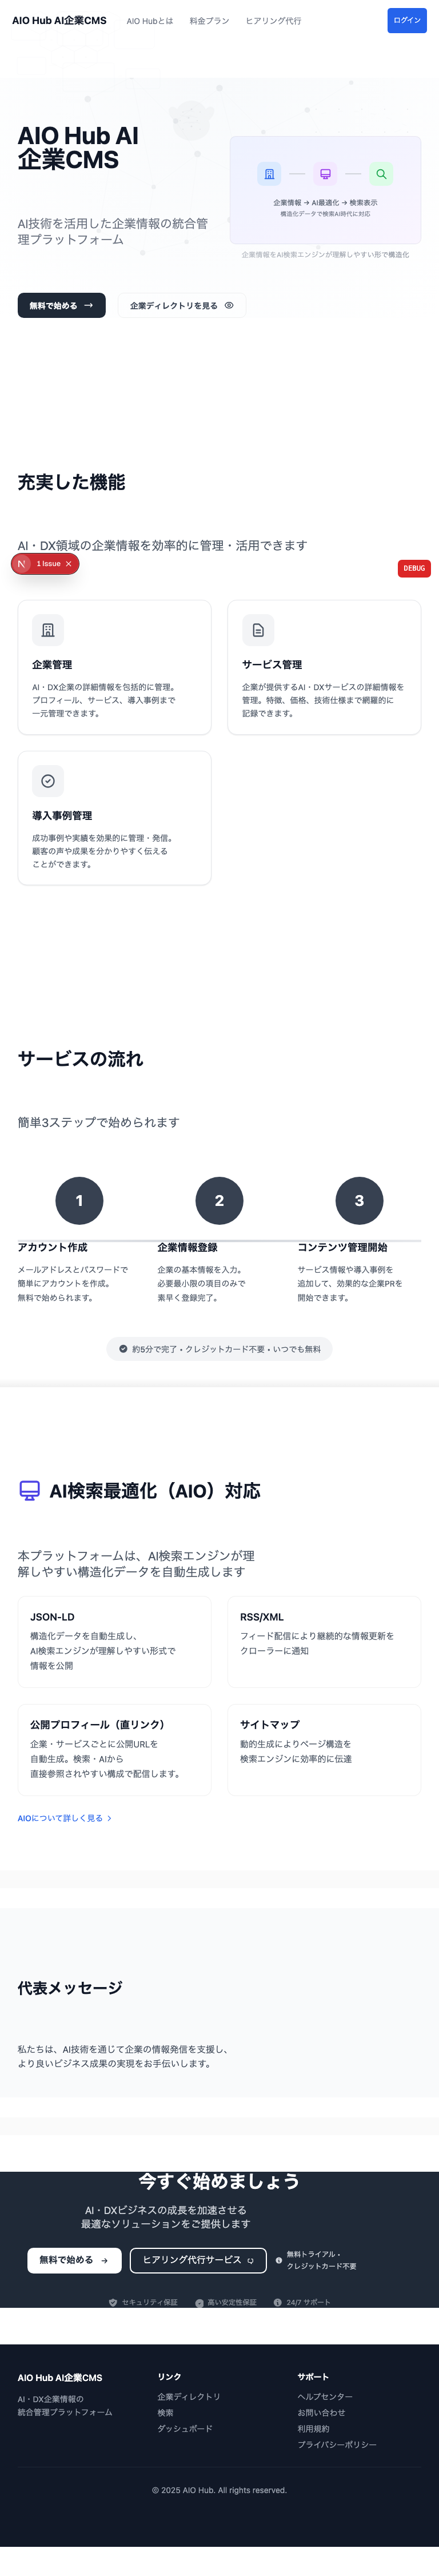 AIO Hub AI企業CMS
AIO Hubとは
料金プラン
ヒアリング代行
ログイン
AIO Hub AI
企業CMS
AI技術を活用した企業情報の統合管
理プラットフォーム
企業情報 → AI最適化 → 検索表示
構造化データで検索AI時代に対応
企業情報をAI検索エンジンが理解しやすい形で構造化
無料で始める
企業ディレクトリを見る
充実した機能
AI・DX領域の企業情報を効率的に管理・活用できます
N 1 Issue
DEBUG
企業管理
AI・DX企業の詳細情報を包括的に管理。
プロフィール、サービス、導入事例まで
一元管理できます。
サービス管理
企業が提供するAI・DXサービスの詳細情報を
管理。特徴、価格、技術仕様まで網羅的に
記録できます。
導入事例管理
成功事例や実績を効果的に管理・発信。
顧客の声や成果を分かりやすく伝える
ことができます。
サービスの流れ
簡単3ステップで始められます
1
2
3
アカウント作成
メールアドレスとパスワードで
簡単にアカウントを作成。
無料で始められます。
企業情報登録
企業の基本情報を入力。
必要最小限の項目のみで
素早く登録完了。
コンテンツ管理開始
サービス情報や導入事例を
追加して、効果的な企業PRを
開始できます。
約5分で完了 • クレジットカード不要 • いつでも無料
AI検索最適化（AIO）対応
本プラットフォームは、AI検索エンジンが理
解しやすい構造化データを自動生成します
JSON-LD
構造化データを自動生成し、
AI検索エンジンが理解しやすい形式で
情報を公開
RSS/XML
フィード配信により継続的な情報更新を
クローラーに通知
公開プロフィール（直リンク）
企業・サービスごとに公開URLを
自動生成。検索・AIから
直接参照されやすい構成で配信します。
サイトマップ
動的生成によりページ構造を
検索エンジンに効率的に伝達
AIOについて詳しく見る
代表メッセージ
私たちは、AI技術を通じて企業の情報発信を支援し、
より良いビジネス成果の実現をお手伝いします。
今すぐ始めましょう
AI・DXビジネスの成長を加速させる
最適なソリューションをご提供します
無料で始める
ヒアリング代行サービス
無料トライアル・
クレジットカード不要
セキュリティ保証
高い安定性保証
24/7 サポート
AIO Hub AI企業CMS
AI・DX企業情報の
統合管理プラットフォーム
リンク
企業ディレクトリ
検索
ダッシュボード
サポート
ヘルプセンター
お問い合わせ
利用規約
プライバシーポリシー
© 2025 AIO Hub. All rights reserved.